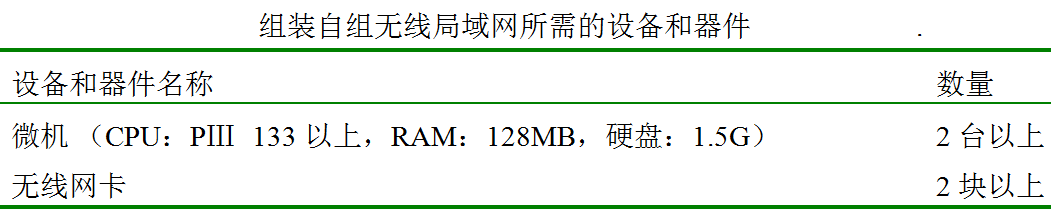 组装自组无线局域网所需的设备和器件 .
设备和器件名称 数量
微机 （CPU：PⅢ 133 以上，RAM：128MB，硬盘：1.5G） 2 台以上
无线网卡 2 块以上